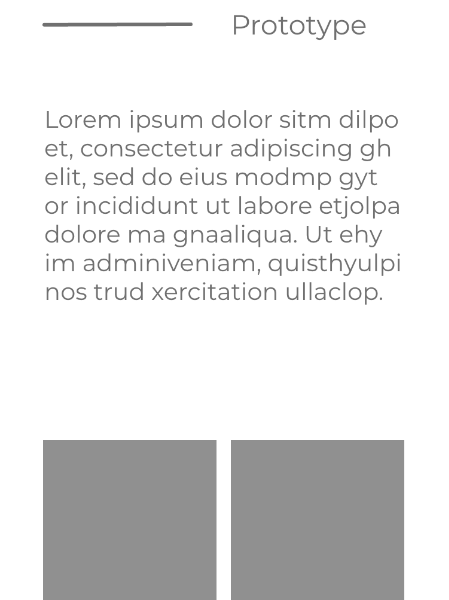 Prototype
Lorem ipsum dolor sitm dilpo
et, consectetur adipiscing gh
elit, sed do eius modmp gyt
or incididunt ut labore etjolpa
dolore ma gnaaliqua. Ut ehy
im adminiveniam, quisthyulpi
nos trud xercitation ullaclop.